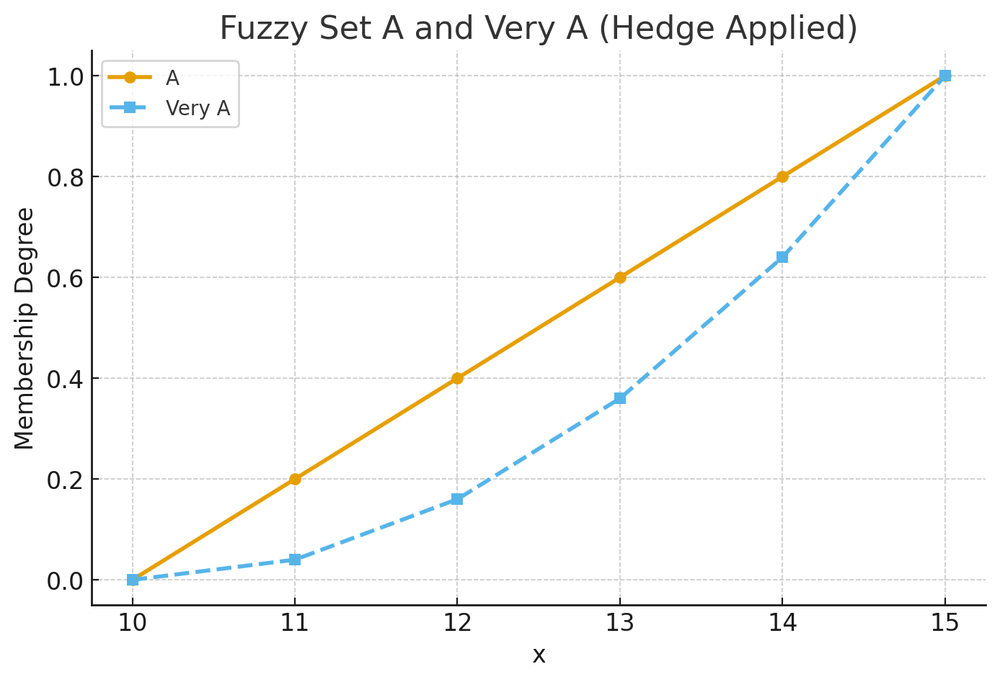 Fuzzy Set A and Very A (Hedge Applied)
A
Very A
Membership Degree
1.0
0.8
0.6
0.4
0.2
0.0
10 11 12 13 14 15
x